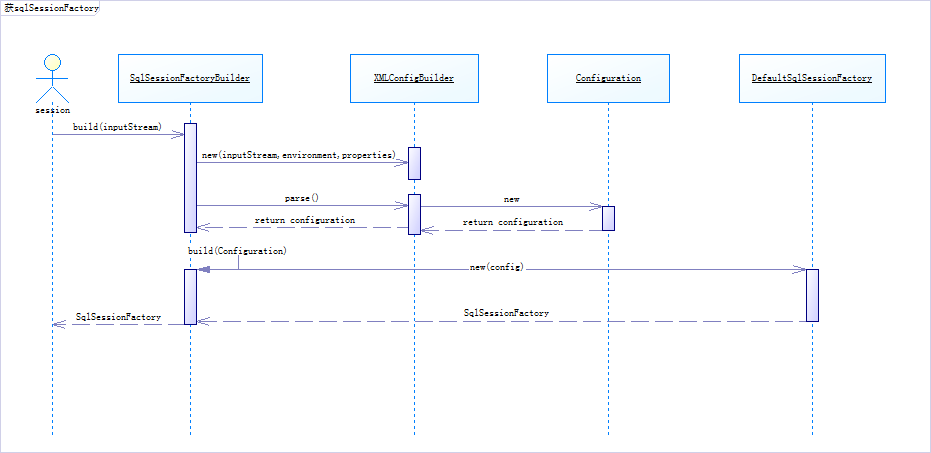 获sqlSessionFactory
SqlSessionFactoryBuilder
XMLConfigBuilder
Configuration
DefaultSqlSessionFactory
session
build(inputStream)
new(inputStream,environment,properties)
parse()
new
return configuration
return configuration
build(Configuration)
new(config)
SqlSessionFactory
SqlSessionFactory